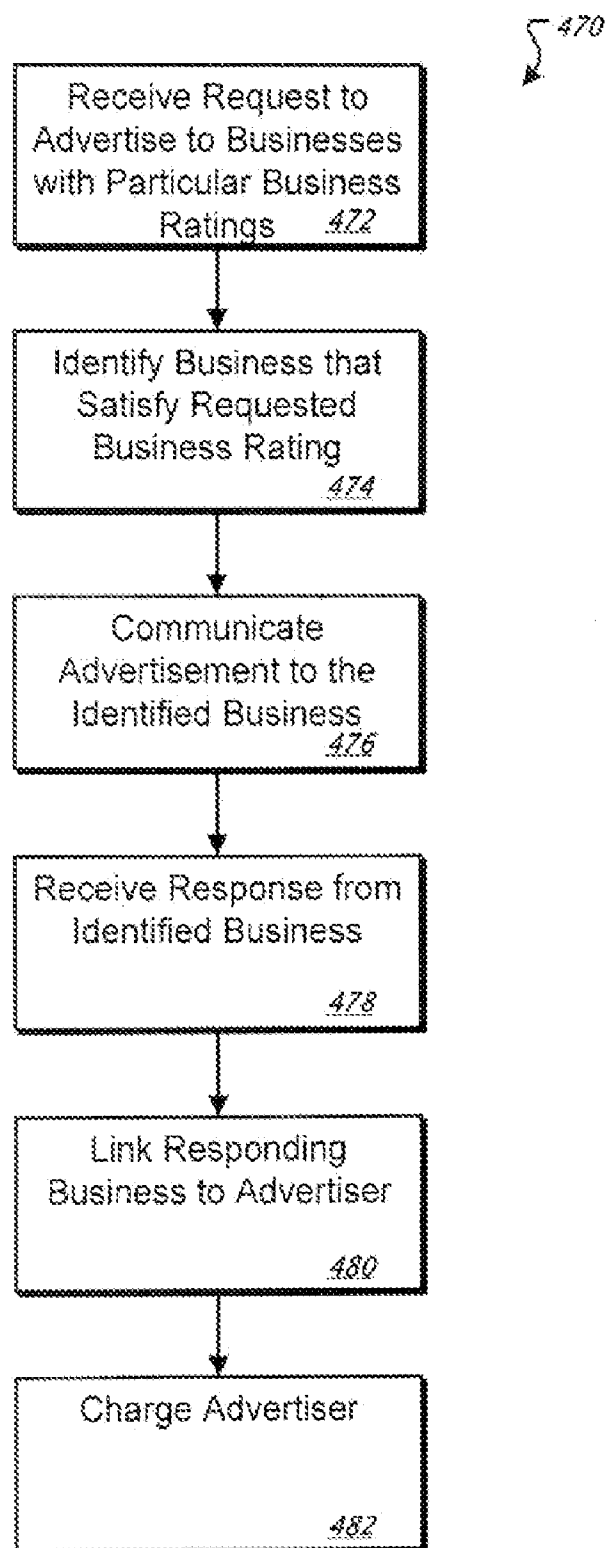 470
Receive Request to
Advertise to Businesses
with Particular Business
Ratings 472
Identify Business that
Satisfy Requested
Business Rating
474
Communicate
Advertisement to the
Identified Business
476
Receive Response from
Identified Business
478
Link Responding
Business to Advertiser
480
Charge Advertiser
482